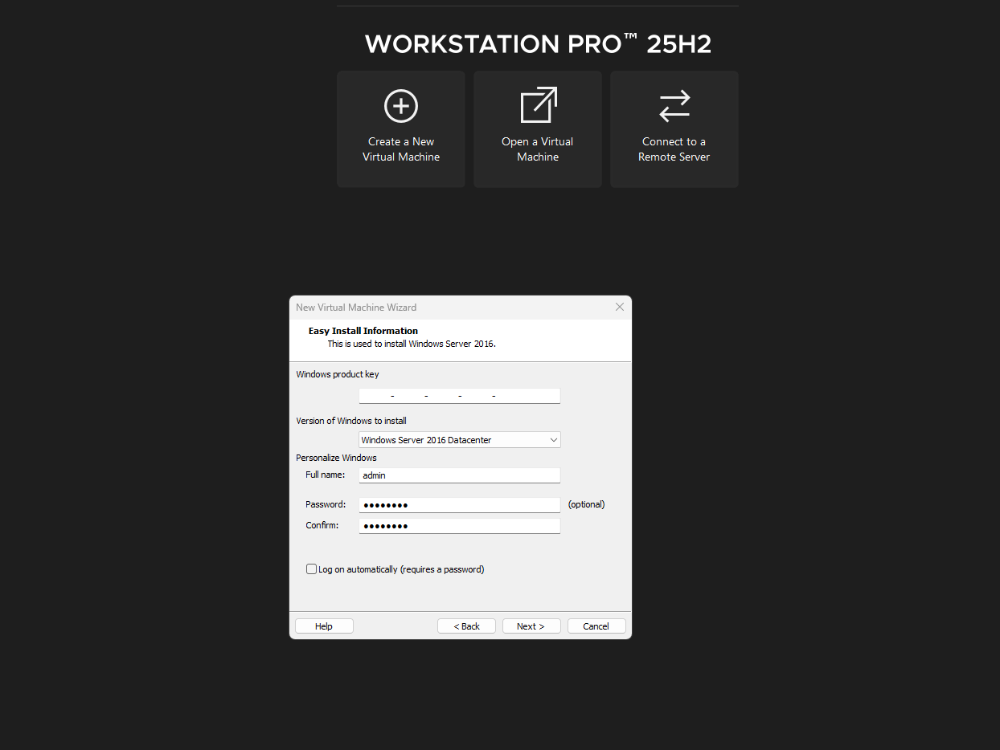 WORKSTATION PRO™ 25H2
Create a New
Virtual Machine
Open a Virtual
Machine
Connect to a
Remote Server
New Virtual Machine Wizard
Easy Install Information
This is used to install Windows Server 2016.
Windows product key
- - - -
Version of Windows to install
Windows Server 2016 Datacenter
Personalize Windows
Full name: admin
Password: ●●●●●●●● (optional)
Confirm: ●●●●●●●●
Log on automatically (requires a password)
Help < Back Next > Cancel